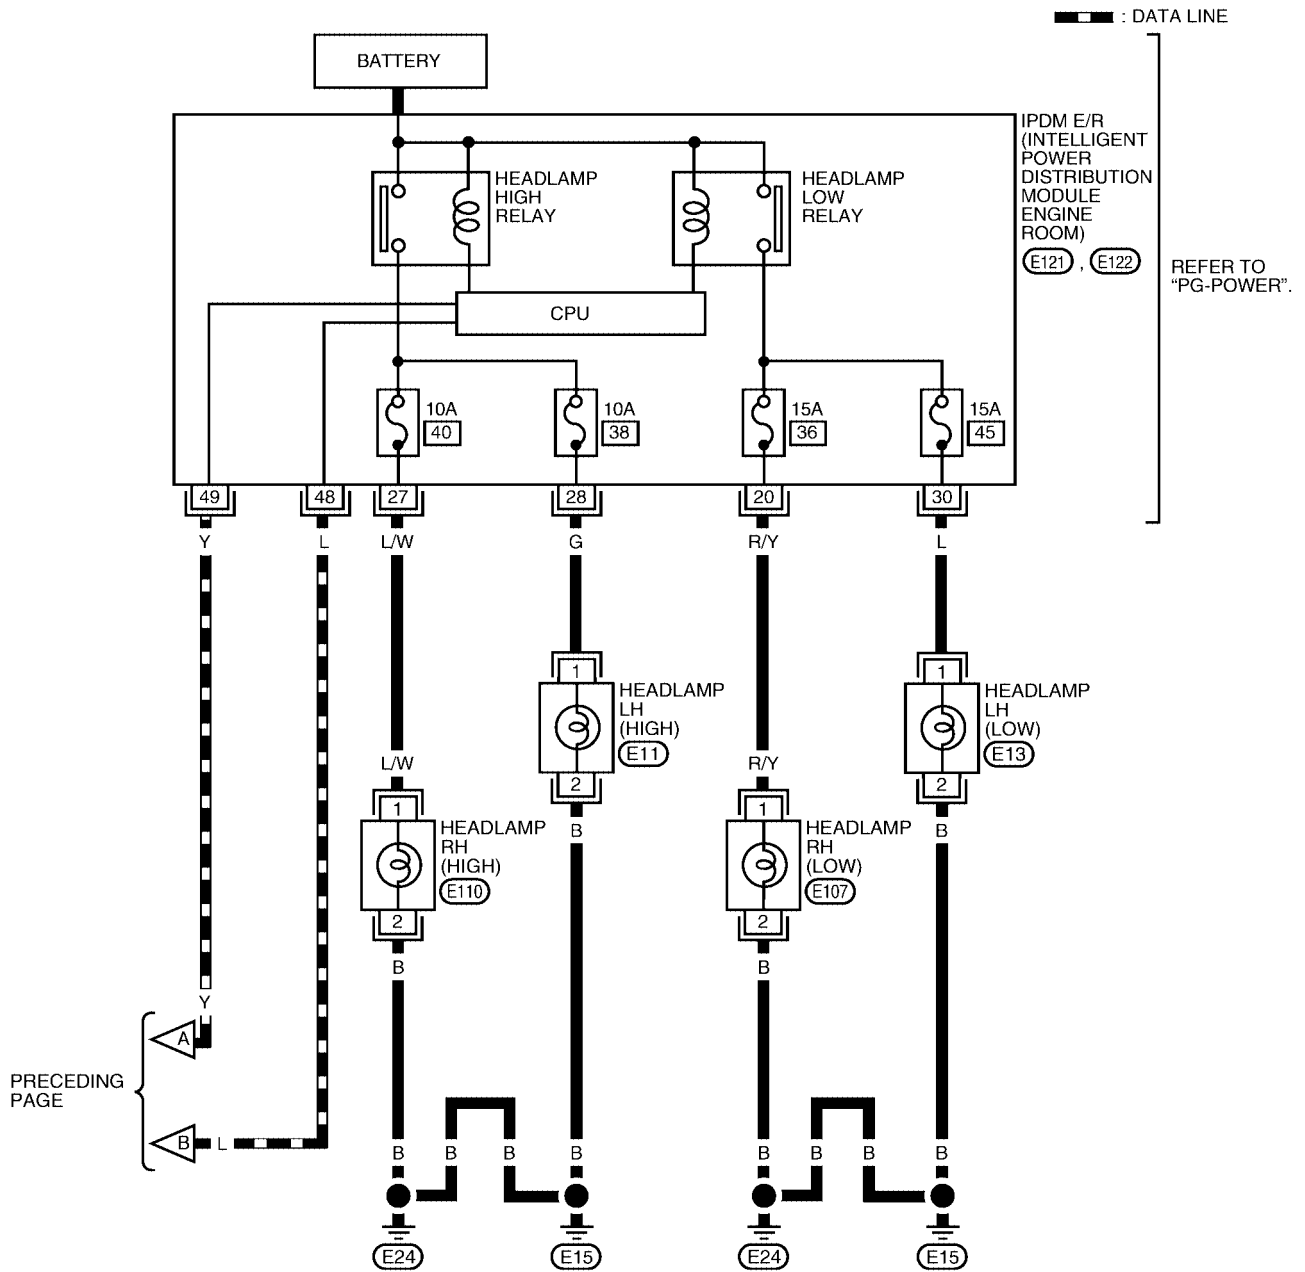 : DATA LINE
BATTERY
IPDM E/R
(INTELLIGENT
POWER
DISTRIBUTION
MODULE
ENGINE
ROOM)
E121 , E122
REFER TO
"PG-POWER".
HEADLAMP
HIGH
RELAY
HEADLAMP
LOW
RELAY
CPU
10A
40
10A
38
15A
36
15A
45
49 48 27 28 20 30
Y L L/W G R/Y L
1
HEADLAMP
LH
(HIGH)
E11
2
B
1
HEADLAMP
LH
(LOW)
E13
2
B
L/W
1
HEADLAMP
RH
(HIGH)
E110
2
B
R/Y
1
HEADLAMP
RH
(LOW)
E107
2
B
Y
A
PRECEDING
PAGE
B L
B B B B B B B B
E24 E15 E24 E15